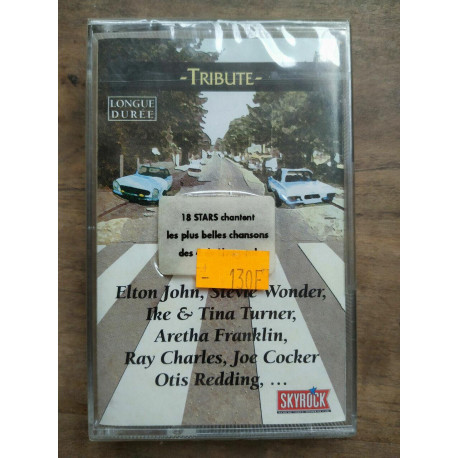 -TRIBUTE-
LONGUE
DURÉE
18 STARS chantent
les plus belles chansons
des
130F
Elton John, Stevie Wonder,
Ike & Tina Turner,
Aretha Franklin,
Ray Charles, Joe Cocker
Otis Redding, ...
SKYROCK